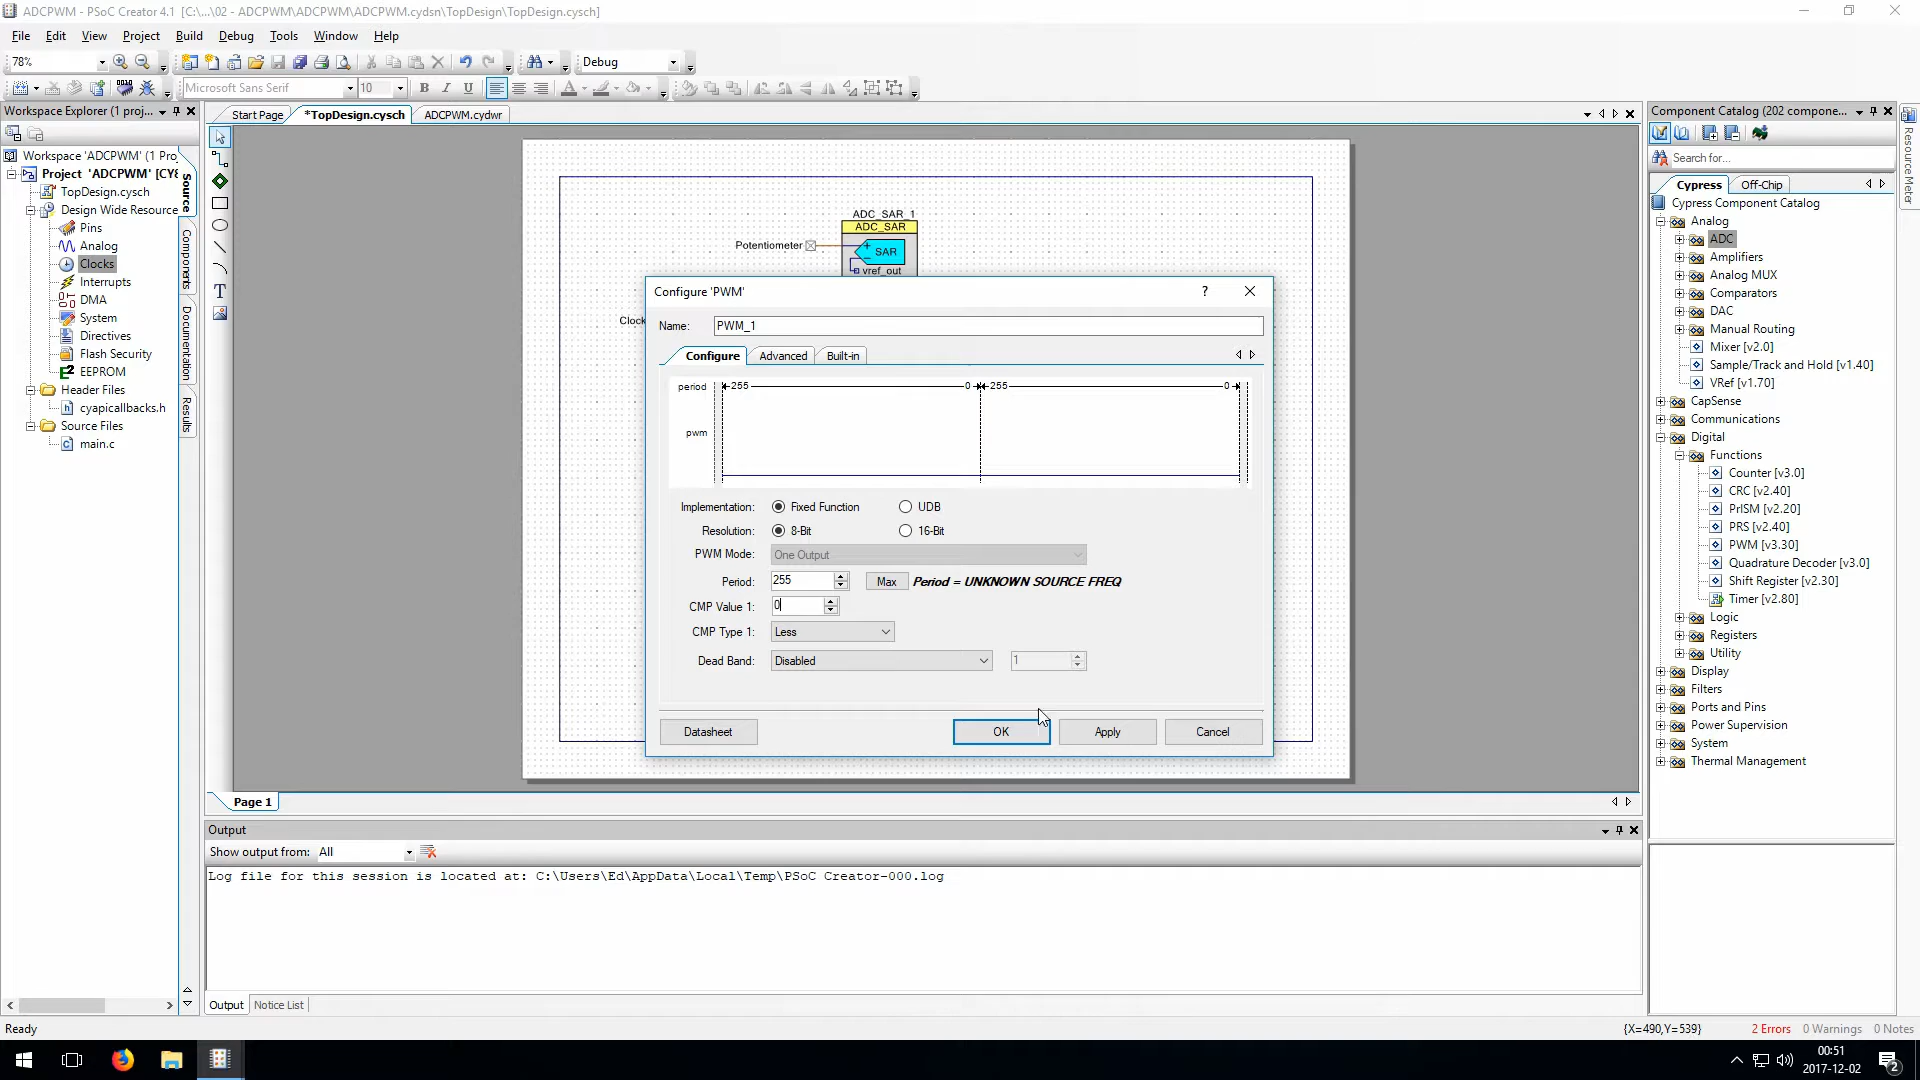 ADCPWM - PSoC Creator 4.1 [C:\...\02 - ADCPWM\ADCPWM\ADCPWM.cydsn\TopDesign\TopDesign.cysch]
File Edit View Project Build Debug Tools Window Help
78% Debug
Microsoft Sans Serif 10 B I U
Workspace Explorer (1 proj...
Start Page *TopDesign.cysch ADCPWM.cydwr
Workspace 'ADCPWM' (1 Pro
Project 'ADCPWM' [CY8
TopDesign.cysch
Design Wide Resource
Pins
Analog
Clocks
Interrupts
DMA
System
Directives
Flash Security
EEPROM
Header Files
cyapicallbacks.h
Source Files
main.c
Source
Components
Documentation
Results
T
ADC_SAR_1
ADC_SAR
Potentiometer
SAR
vref_out
Clock
Configure 'PWM'
?
Name: PWM_1
Configure Advanced Built-in
period 255 0 255 0
pwm
Implementation: Fixed Function UDB
Resolution: 8-Bit 16-Bit
PWM Mode: One Output
Period: 255 Max Period = UNKNOWN SOURCE FREQ
CMP Value 1: 0
CMP Type 1: Less
Dead Band: Disabled 1
Datasheet OK Apply Cancel
Page 1
Output
Show output from: All
Log file for this session is located at: C:\Users\Ed\AppData\Local\Temp\PSoC Creator-000.log
Output Notice List
Component Catalog (202 compone...
Search for...
Cypress Off-Chip
Cypress Component Catalog
Analog
ADC
Amplifiers
Analog MUX
Comparators
DAC
Manual Routing
Mixer [v2.0]
Sample/Track and Hold [v1.40]
VRef [v1.70]
CapSense
Communications
Digital
Functions
Counter [v3.0]
CRC [v2.40]
PrISM [v2.20]
PRS [v2.40]
PWM [v3.30]
Quadrature Decoder [v3.0]
Shift Register [v2.30]
Timer [v2.80]
Logic
Registers
Utility
Display
Filters
Ports and Pins
Power Supervision
System
Thermal Management
Resource Meter
Ready {X=490,Y=539} 2 Errors 0 Warnings 0 Notes
00:51
2017-12-02
2